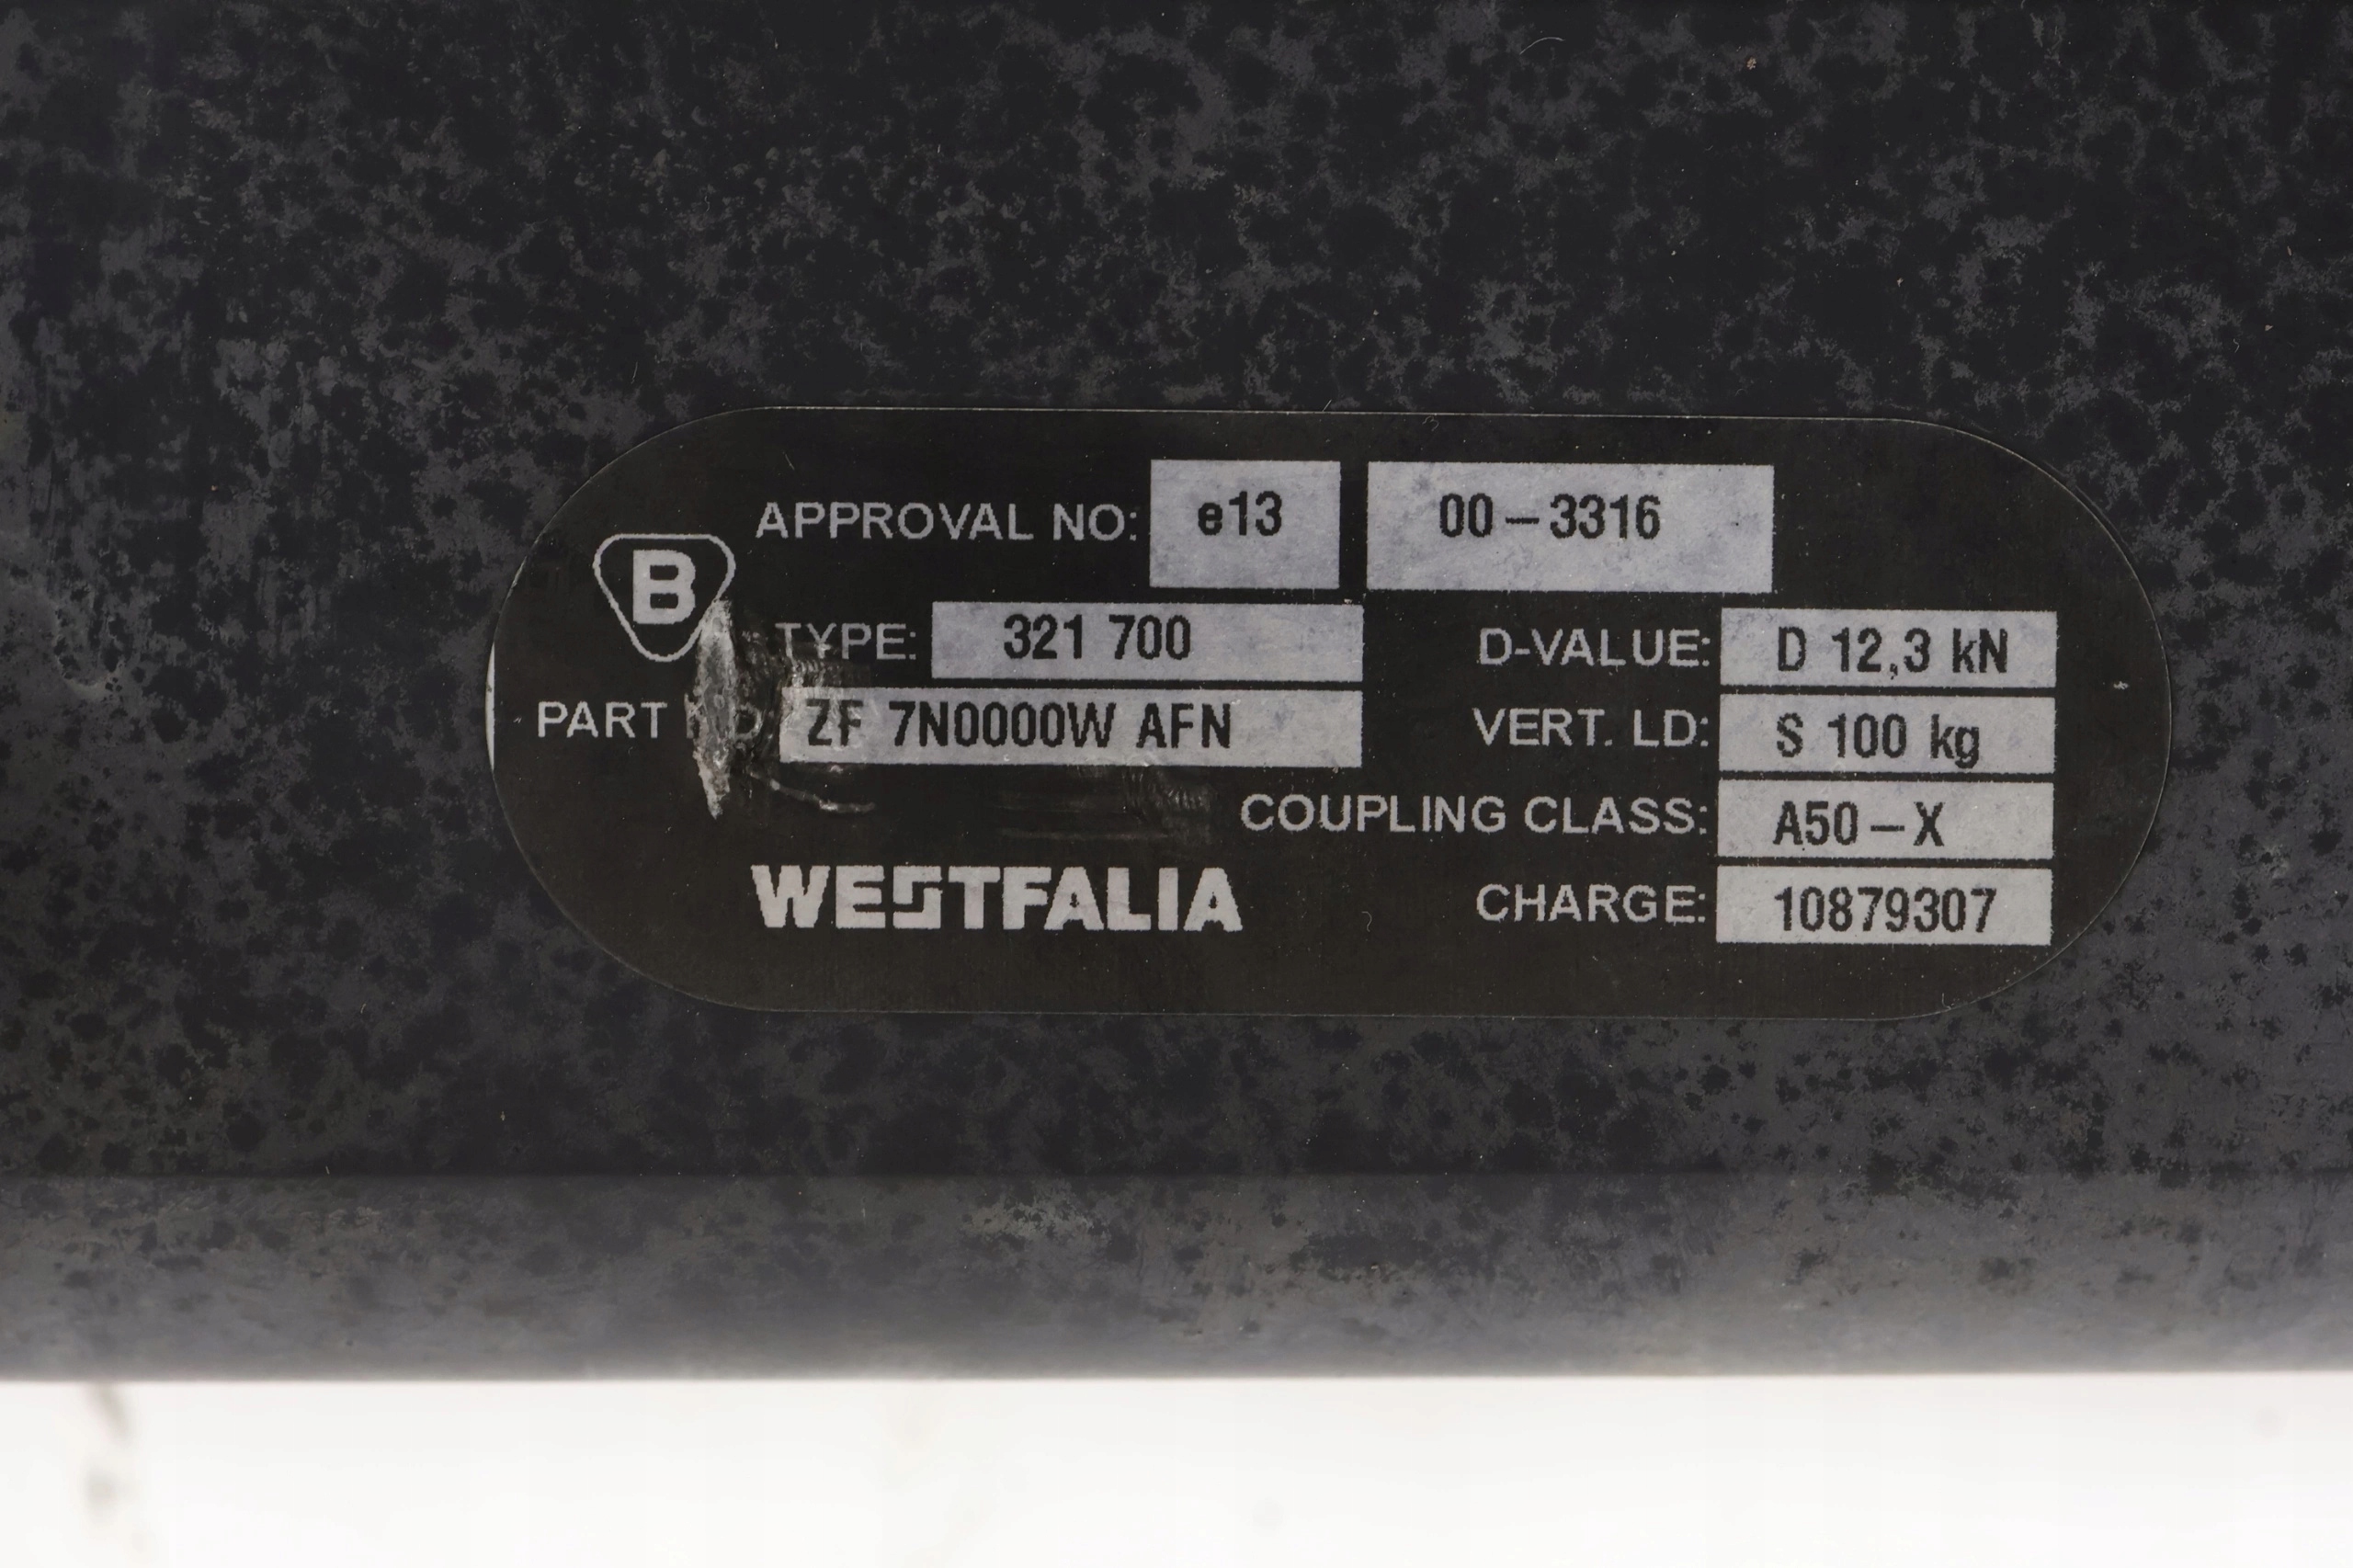 APPROVAL NO: e13 00-3316
B
TYPE: 321 700
D-VALUE: D 12,3 kN
PART NO ZF 7N0000W AFN
VERT. LD: S 100 kg
COUPLING CLASS: A50-X
WESTFALIA
CHARGE: 10879307